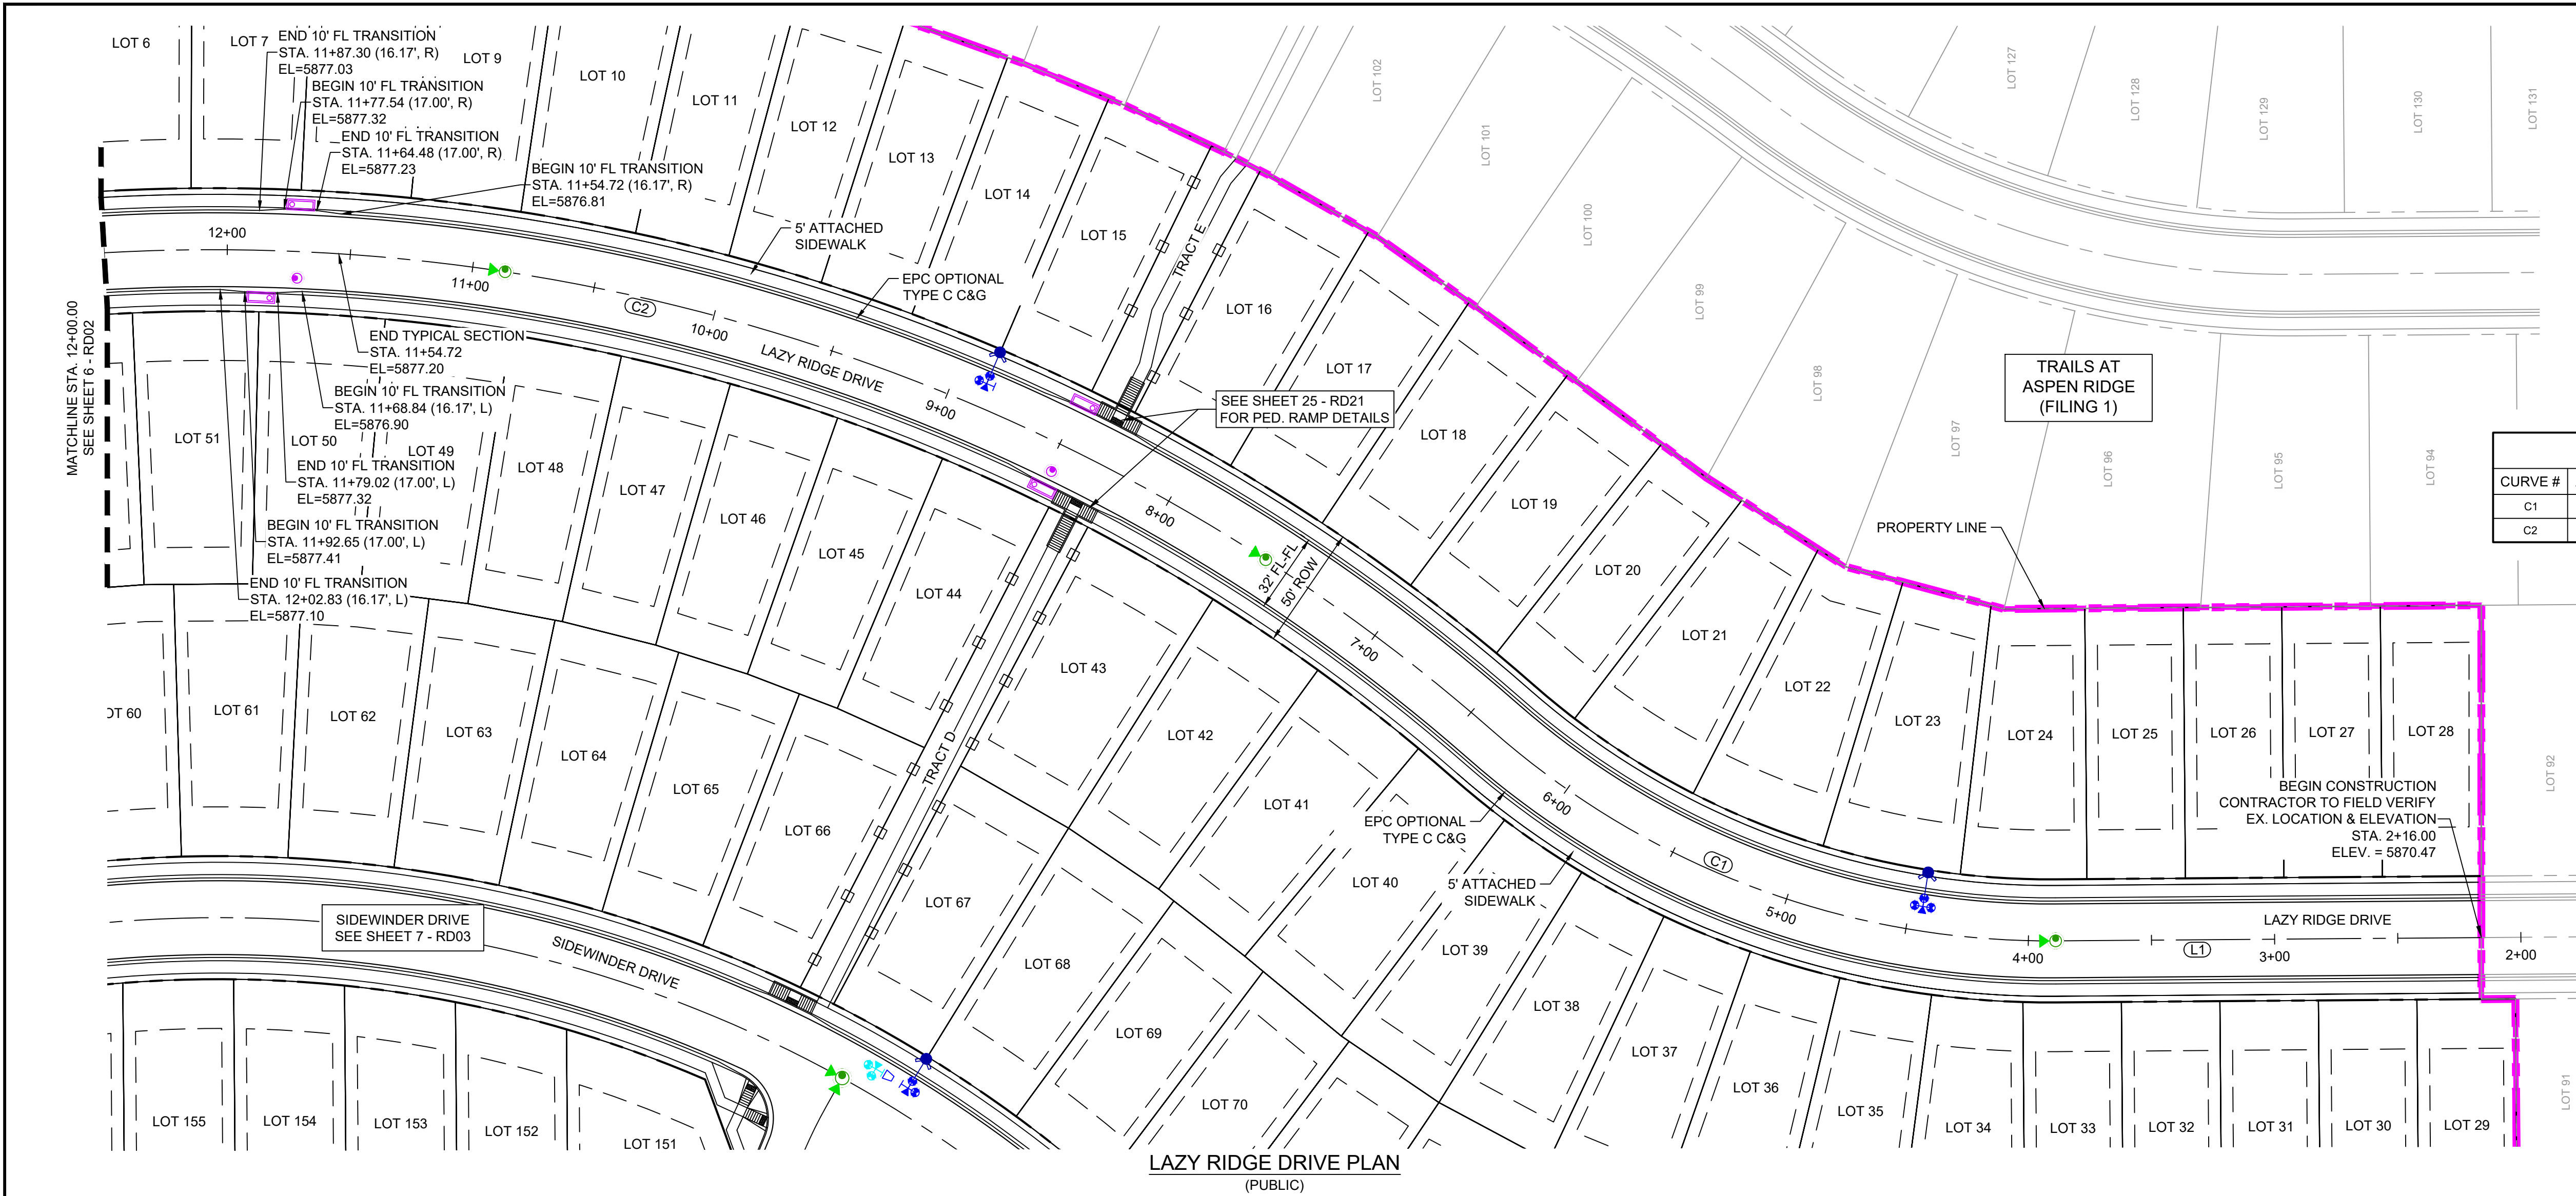 LOT 6
LOT 7
END 10' FL TRANSITION
STA. 11+87.30 (16.17', R)
EL=5877.03
LOT 9
BEGIN 10' FL TRANSITION
STA. 11+77.54 (17.00', R)
EL=5877.32
END 10' FL TRANSITION
STA. 11+64.48 (17.00', R)
EL=5877.23
BEGIN 10' FL TRANSITION
STA. 11+54.72 (16.17', R)
EL=5876.81
LOT 10
LOT 11
LOT 12
LOT 13
LOT 14
LOT 15
TRACT E
LOT 16
LOT 17
LOT 18
LOT 19
LOT 20
LOT 21
LOT 22
LOT 23
LOT 24
LOT 25
LOT 26
LOT 27
LOT 28
LOT 102
LOT 101
LOT 100
LOT 99
LOT 98
LOT 97
LOT 96
LOT 95
LOT 94
LOT 127
LOT 128
LOT 129
LOT 130
LOT 131
LOT 92
LOT 91
5' ATTACHED
SIDEWALK
EPC OPTIONAL
TYPE C C&G
12+00
11+00
C2
10+00
LAZY RIDGE DRIVE
9+00
8+00
7+00
6+00
C1
5+00
4+00
L1
3+00
2+00
LAZY RIDGE DRIVE
MATCHLINE STA. 12+00.00
SEE SHEET 6 - RD02
END TYPICAL SECTION
STA. 11+54.72
EL=5877.20
BEGIN 10' FL TRANSITION
STA. 11+68.84 (16.17', L)
EL=5876.90
END 10' FL TRANSITION
STA. 11+79.02 (17.00', L)
EL=5877.32
BEGIN 10' FL TRANSITION
STA. 11+92.65 (17.00', L)
EL=5877.41
END 10' FL TRANSITION
STA. 12+02.83 (16.17', L)
EL=5877.10
SEE SHEET 25 - RD21
FOR PED. RAMP DETAILS
32' FL-FL
50' ROW
TRAILS AT
ASPEN RIDGE
(FILING 1)
PROPERTY LINE
CURVE #
C1
C2
BEGIN CONSTRUCTION
CONTRACTOR TO FIELD VERIFY
EX. LOCATION & ELEVATION
STA. 2+16.00
ELEV. = 5870.47
EPC OPTIONAL
TYPE C C&G
5' ATTACHED
SIDEWALK
LOT 51
LOT 50
LOT 49
LOT 48
LOT 47
LOT 46
LOT 45
LOT 44
TRACT D
LOT 43
LOT 42
LOT 41
LOT 40
LOT 39
LOT 38
LOT 37
LOT 36
LOT 35
LOT 34
LOT 33
LOT 32
LOT 31
LOT 30
LOT 29
OT 60
LOT 61
LOT 62
LOT 63
LOT 64
LOT 65
LOT 66
LOT 67
LOT 68
LOT 69
LOT 70
SIDEWINDER DRIVE
SEE SHEET 7 - RD03
SIDEWINDER DRIVE
LOT 155
LOT 154
LOT 153
LOT 152
LOT 151
LAZY RIDGE DRIVE PLAN
(PUBLIC)